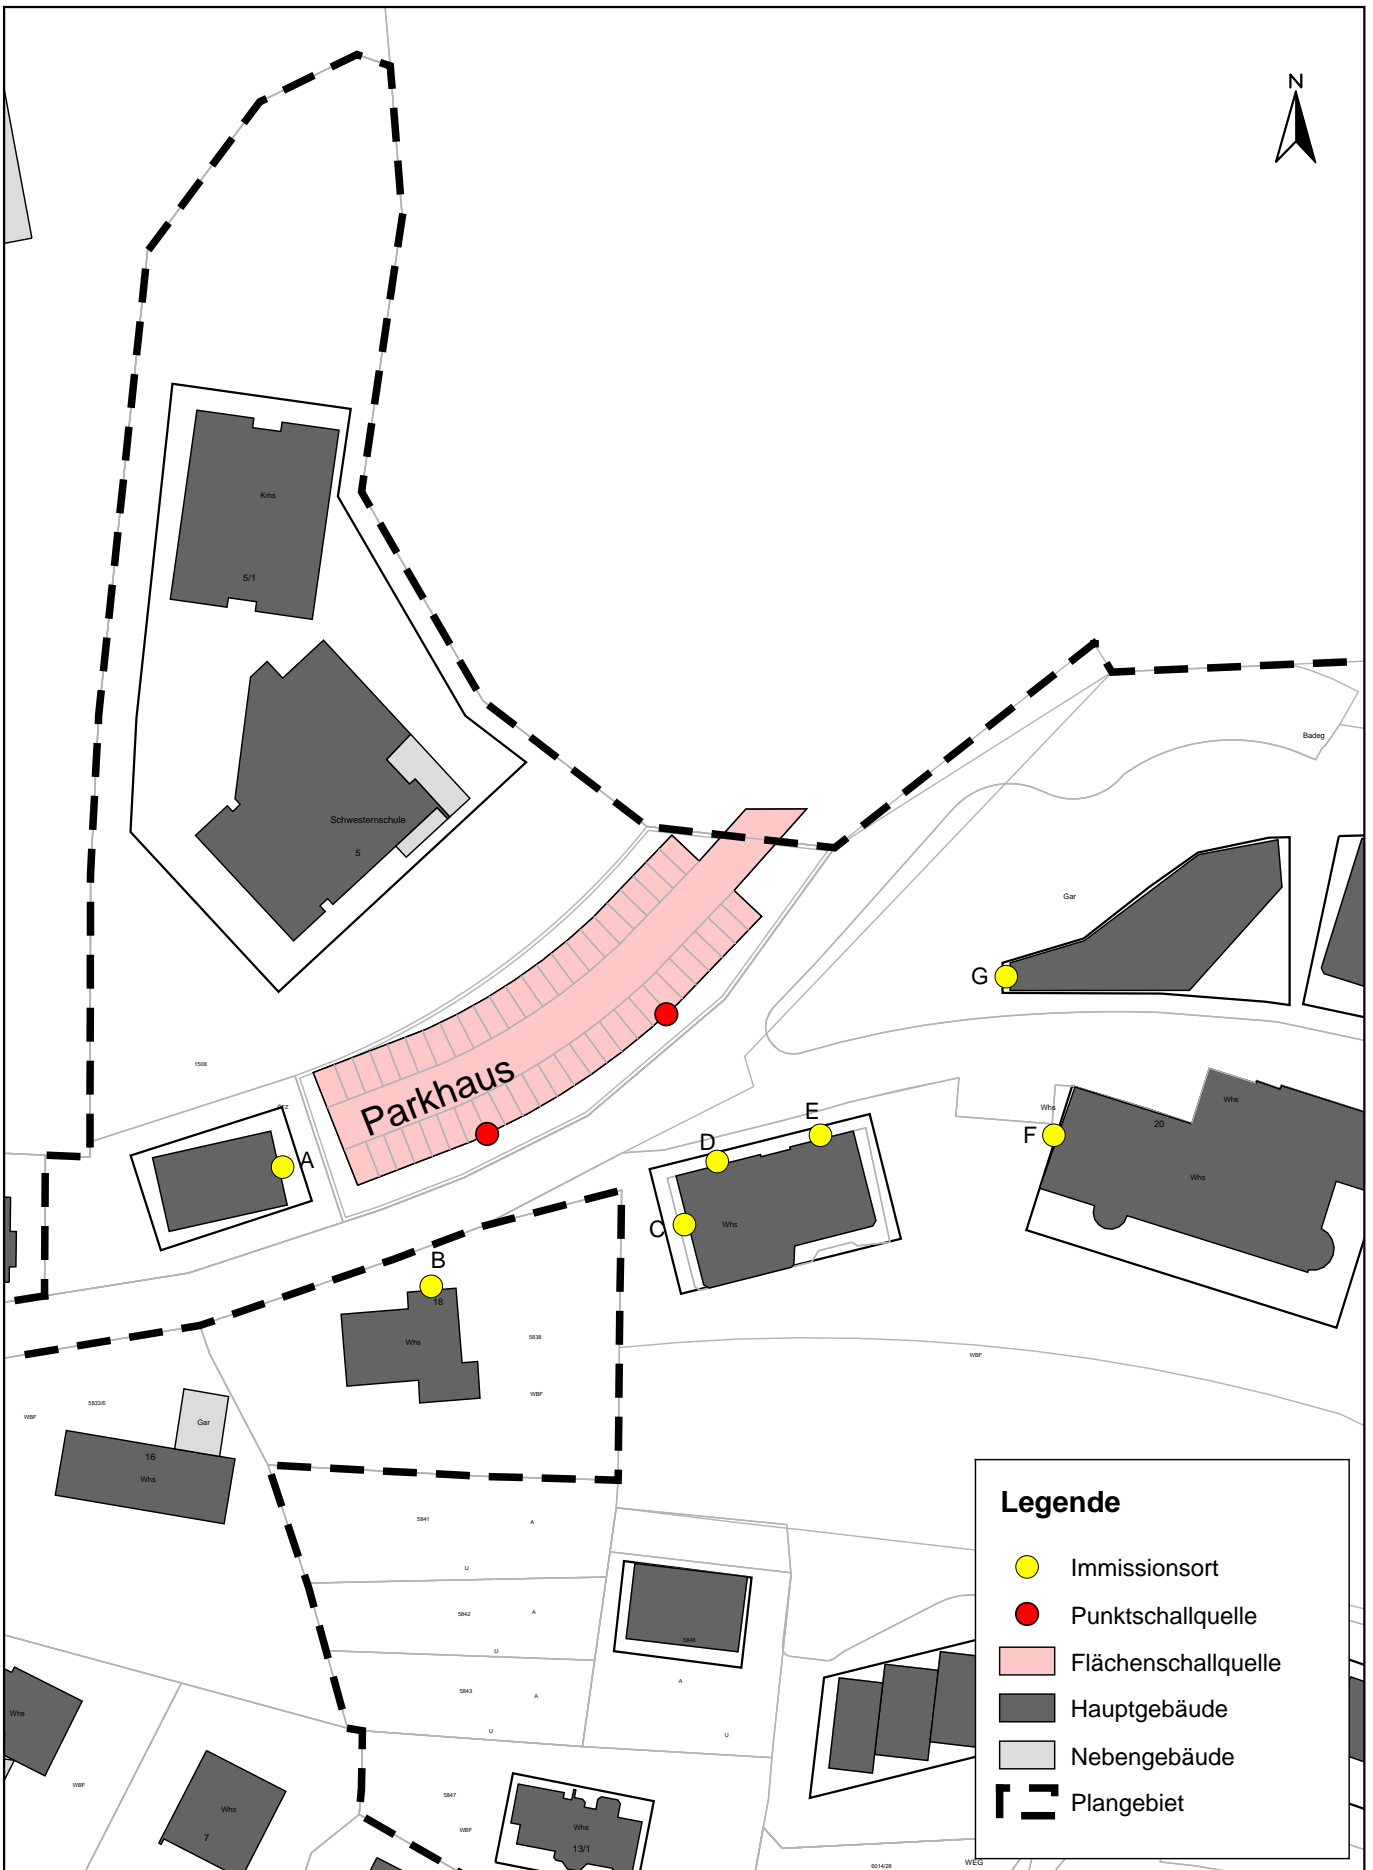 N
Krhs
5/1
Badeg
Schwesternschule
5
Gar
G
1508
Parkhaus
Whs
Whs
E
20
F
D
A
Whs
C
Whs
B
18
Whs
5838
WBF
WBF
5833/6
WBF
Gar
16
Whs
Legende
5841
A
Immissionsort
U
5842
A
Punktschallquelle
5848
U
Flächenschallquelle
A
5843
A
Hauptgebäude
Whs
U
U
Nebengebäude
WBF
5847
Plangebiet
Whs
WBF
Whs
7
13/1
WEG
6014/28